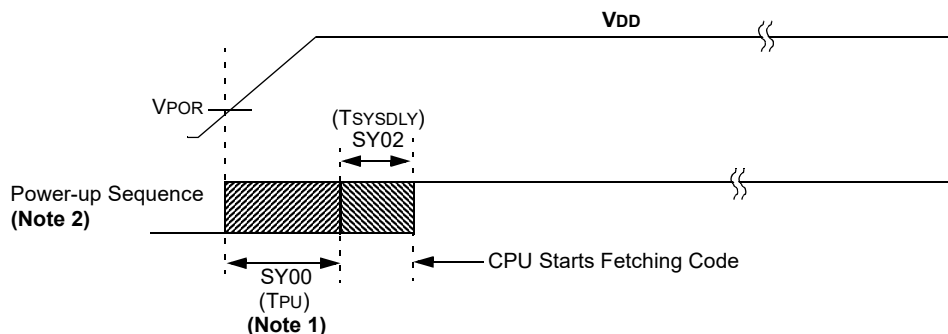 VDD
VPOR
(TSYSDLY)
SY02
Power-up Sequence
(Note 2)
CPU Starts Fetching Code
SY00
(TPU)
(Note 1)